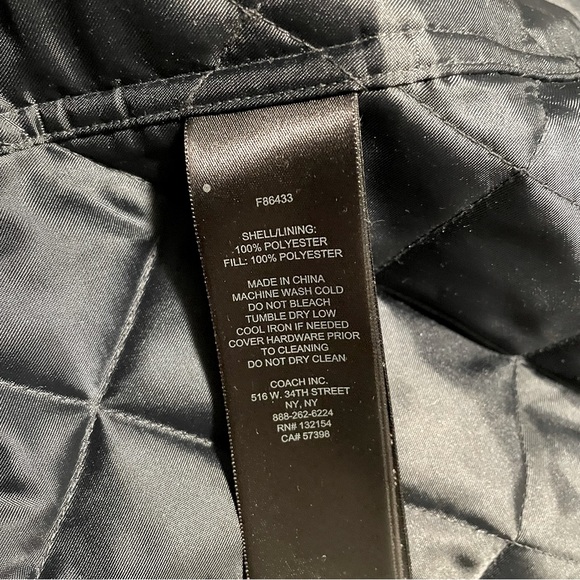 F86433
SHELL/LINING:
100% POLYESTER
FILL: 100% POLYESTER
MADE IN CHINA
MACHINE WASH COLD
DO NOT BLEACH
TUMBLE DRY LOW
COOL IRON IF NEEDED
COVER HARDWARE PRIOR
TO CLEANING
DO NOT DRY CLEAN
COACH INC.
516 W. 34TH STREET
NY, NY
888-262-6224
RN# 132154
CA# 57398